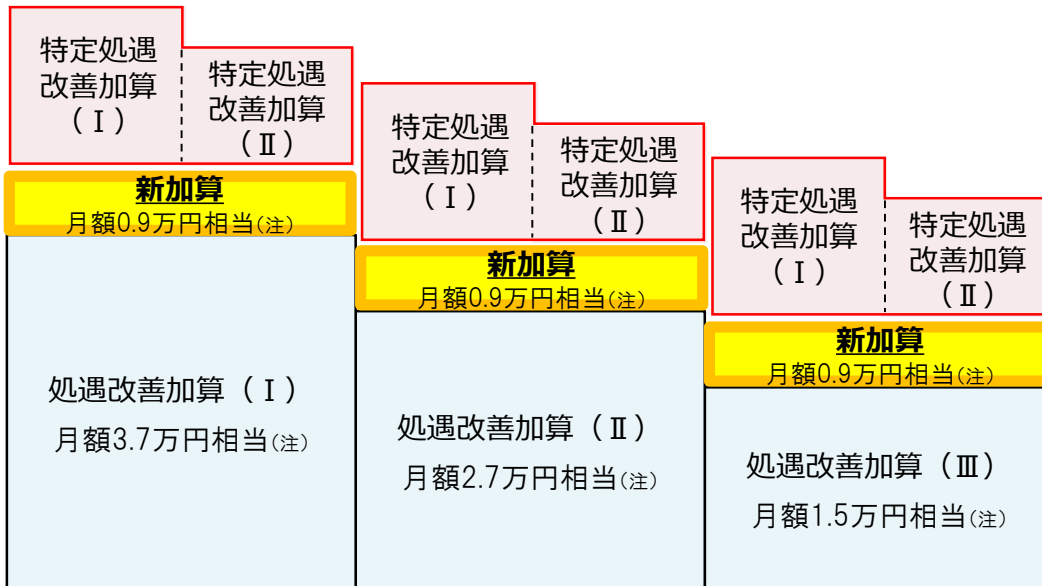 特定処遇
改善加算
（Ⅰ）
特定処遇
改善加算
（Ⅱ）
新加算
月額0.9万円相当(注)
処遇改善加算（Ⅰ）
月額3.7万円相当(注)
特定処遇
改善加算
（Ⅰ）
特定処遇
改善加算
（Ⅱ）
新加算
月額0.9万円相当(注)
処遇改善加算（Ⅱ）
月額2.7万円相当(注)
特定処遇
改善加算
（Ⅰ）
特定処遇
改善加算
（Ⅱ）
新加算
月額0.9万円相当(注)
処遇改善加算（Ⅲ）
月額1.5万円相当(注)